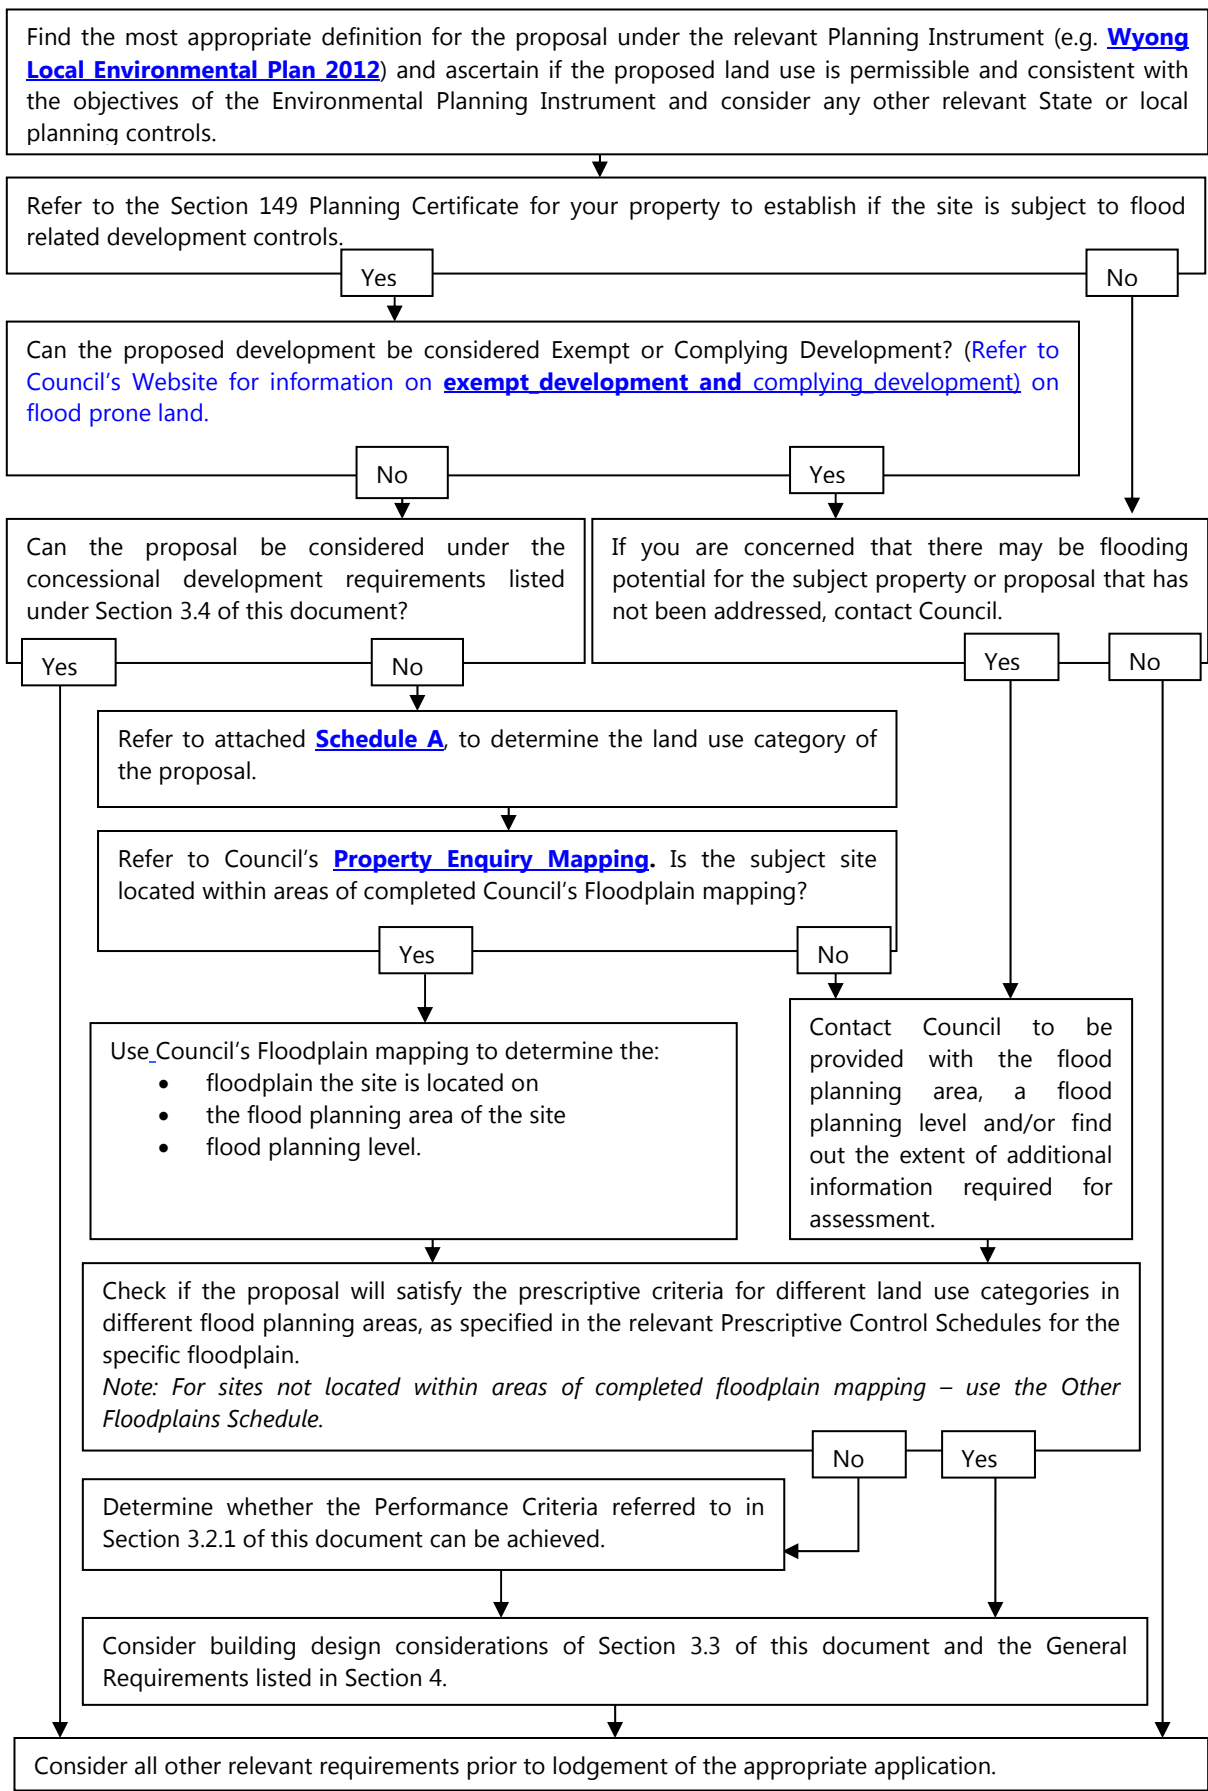 Find the most appropriate definition for the proposal under the relevant Planning Instrument (e.g. Wyong
Local Environmental Plan 2012) and ascertain if the proposed land use is permissible and consistent with
the objectives of the Environmental Planning Instrument and consider any other relevant State or local
planning controls.
Refer to the Section 149 Planning Certificate for your property to establish if the site is subject to flood
related development controls.
Yes
No
Can the proposed development be considered Exempt or Complying Development? (Refer to
Council's Website for information on exempt development and complying development) on
flood prone land.
No
Yes
Can the proposal be considered under the
concessional development requirements listed
under Section 3.4 of this document?
Yes
No
If you are concerned that there may be flooding
potential for the subject property or proposal that has
not been addressed, contact Council.
Yes
No
Refer to attached Schedule A, to determine the land use category of
the proposal.
Refer to Council's Property Enquiry Mapping. Is the subject site
located within areas of completed Council's Floodplain mapping?
Yes
No
Use Council's Floodplain mapping to determine the:
• floodplain the site is located on
• the flood planning area of the site
• flood planning level.
Contact Council to be
provided with the flood
planning area, a flood
planning level and/or find
out the extent of additional
information required for
assessment.
Check if the proposal will satisfy the prescriptive criteria for different land use categories in
different flood planning areas, as specified in the relevant Prescriptive Control Schedules for the
specific floodplain.
Note: For sites not located within areas of completed floodplain mapping – use the Other
Floodplains Schedule.
No
Yes
Determine whether the Performance Criteria referred to in
Section 3.2.1 of this document can be achieved.
Consider building design considerations of Section 3.3 of this document and the General
Requirements listed in Section 4.
Consider all other relevant requirements prior to lodgement of the appropriate application.